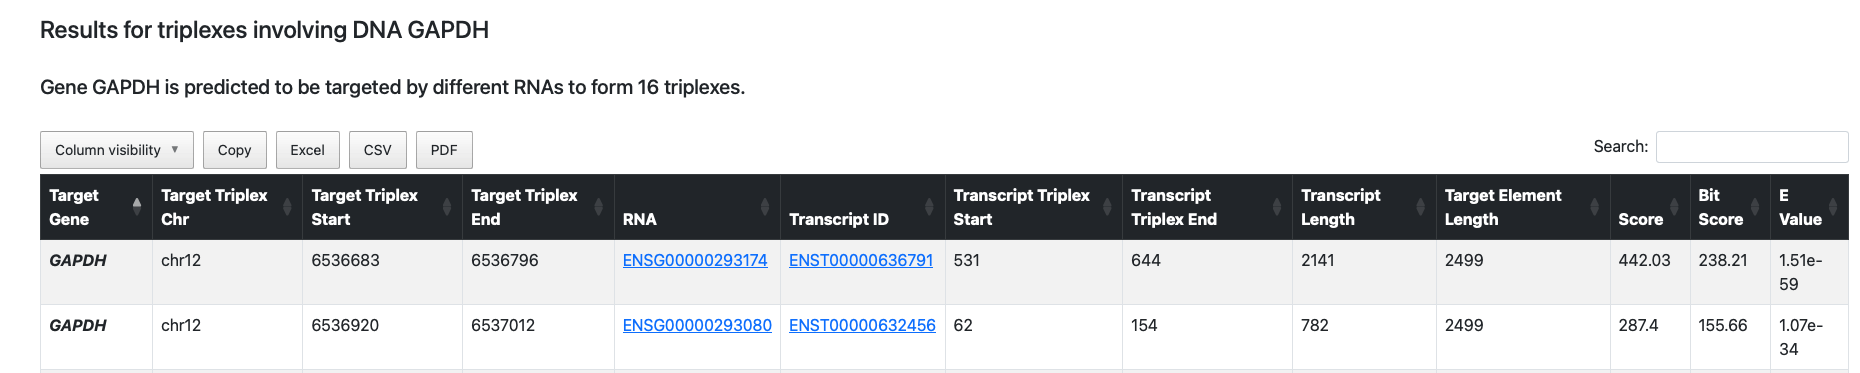 Results for triplexes involving DNA GAPDH
Gene GAPDH is predicted to be targeted by different RNAs to form 16 triplexes.
Column visibility ▼ Copy Excel CSV PDF Search:
Target Gene Target Triplex Chr Target Triplex Start Target Triplex End RNA Transcript ID Transcript Triplex Start Transcript Triplex End Transcript Length Target Element Length Score Bit Score E Value
GAPDH chr12 6536683 6536796 ENSG00000293174 ENST00000636791 531 644 2141 2499 442.03 238.21 1.51e-59
GAPDH chr12 6536920 6537012 ENSG00000293080 ENST00000632456 62 154 782 2499 287.4 155.66 1.07e-34